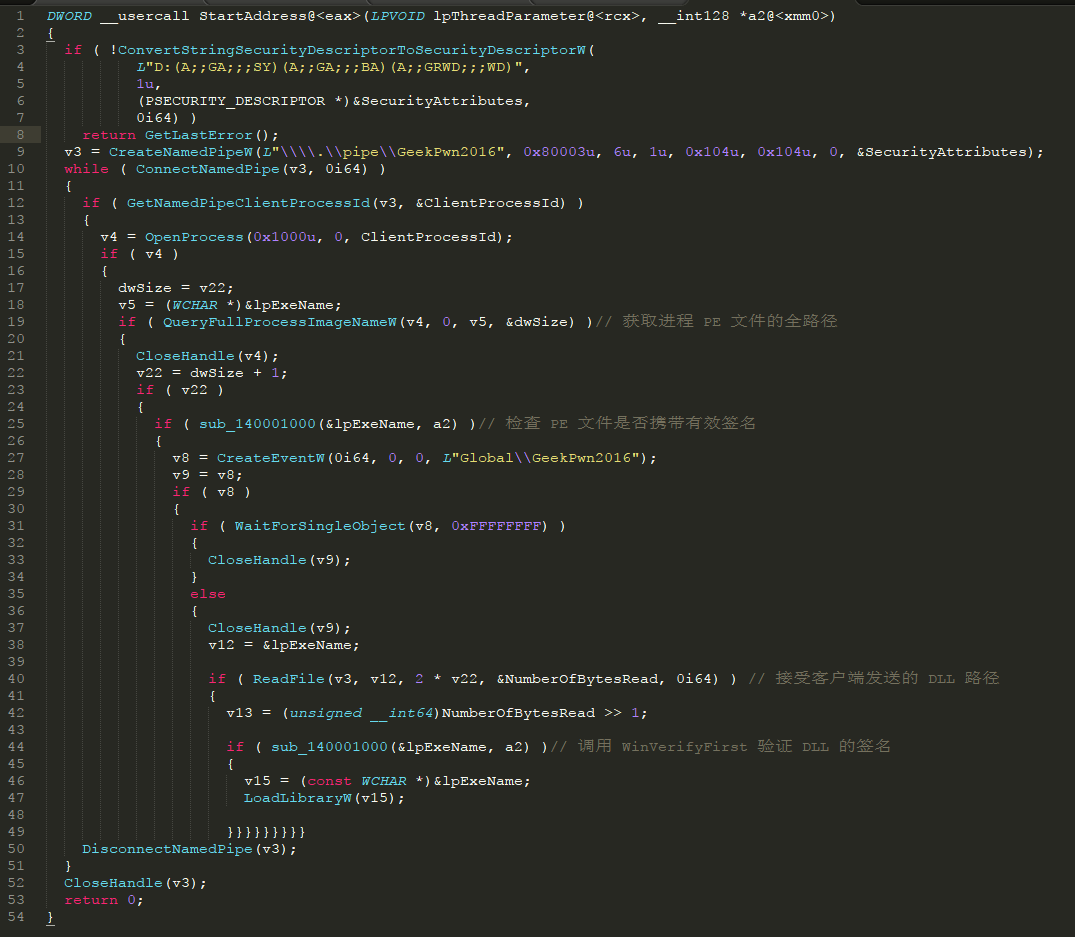 1 DWORD __usercall StartAddress@<eax>(LPVOID lpThreadParameter@<rcx>, __int128 *a2@<xmm0>)
2 {
3 if ( !ConvertStringSecurityDescriptorToSecurityDescriptorW(
4 L"D:(A;;GA;;;SY)(A;;GA;;;BA)(A;;GRWD;;;WD)",
5 1u,
6 (PSECURITY_DESCRIPTOR *)&SecurityAttributes,
7 0i64) )
8 return GetLastError();
9 v3 = CreateNamedPipeW(L"\\\\.\\pipe\\GeekPwn2016", 0x80003u, 6u, 1u, 0x104u, 0x104u, 0, &SecurityAttributes);
10 while ( ConnectNamedPipe(v3, 0i64) )
11 {
12 if ( GetNamedPipeClientProcessId(v3, &ClientProcessId) )
13 {
14 v4 = OpenProcess(0x1000u, 0, ClientProcessId);
15 if ( v4 )
16 {
17 dwSize = v22;
18 v5 = (WCHAR *)&lpExeName;
19 if ( QueryFullProcessImageNameW(v4, 0, v5, &dwSize) )// 获取进程 PE 文件的全路径
20 {
21 CloseHandle(v4);
22 v22 = dwSize + 1;
23 if ( v22 )
24 {
25 if ( sub_140001000(&lpExeName, a2) )// 检查 PE 文件是否携带有效签名
26 {
27 v8 = CreateEventW(0i64, 0, 0, L"Global\\GeekPwn2016");
28 v9 = v8;
29 if ( v8 )
30 {
31 if ( WaitForSingleObject(v8, 0xFFFFFFFF) )
32 {
33 CloseHandle(v9);
34 }
35 else
36 {
37 CloseHandle(v9);
38 v12 = &lpExeName;
39
40 if ( ReadFile(v3, v12, 2 * v22, &NumberOfBytesRead, 0i64) ) // 接受客户端发送的 DLL 路径
41 {
42 v13 = (unsigned __int64)NumberOfBytesRead >> 1;
43
44 if ( sub_140001000(&lpExeName, a2) )// 调用 WinVerifyFirst 验证 DLL 的签名
45 {
46 v15 = (const WCHAR *)&lpExeName;
47 LoadLibraryW(v15);
48
49 }}}}}}}}}
50 DisconnectNamedPipe(v3);
51 }
52 CloseHandle(v3);
53 return 0;
54 }